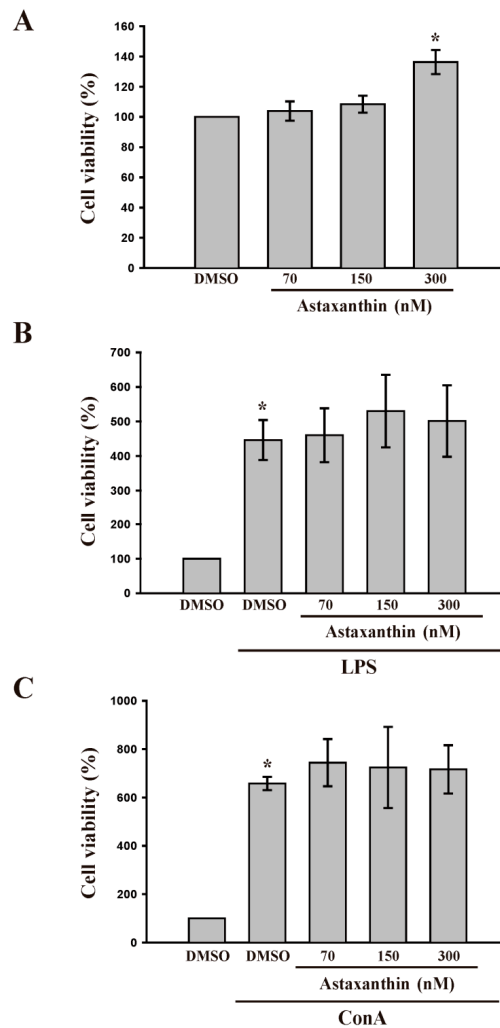 A
Cell viability (%)
160
140
120
100
80
60
40
20
0
*
DMSO 70 150 300
Astaxanthin (nM)
B
Cell viability (%)
700
600
500
400
300
200
100
0
*
DMSO DMSO 70 150 300
Astaxanthin (nM)
LPS
C
Cell viability (%)
1000
800
600
400
200
0
*
DMSO DMSO 70 150 300
Astaxanthin (nM)
ConA